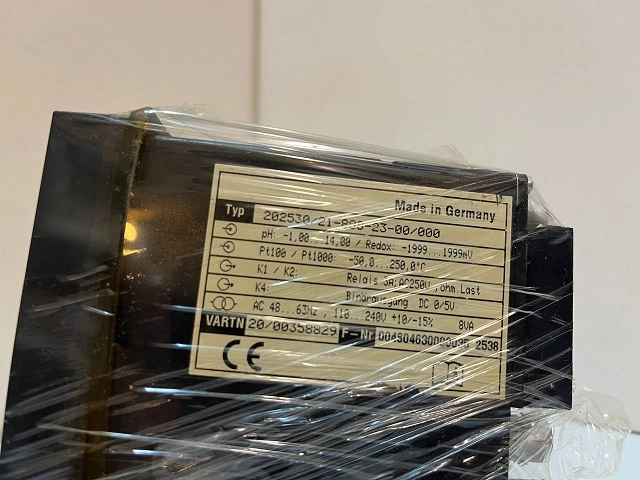 Made in Germany
Typ 202530/21-888-23-00/000
pH: -1,00...14,00 / Redox: -1999...1999mV
Pt100 / Pt1000: -50,0...250,0°C
K1 / K2: Relais 3A,AC250V ,ohm.Last
K4: Binärausgang DC 0/5V
AC 48...63Hz , 110...240V +10/-15% 8VA
VARTN 20/00358829 F-Nr 2538
CE